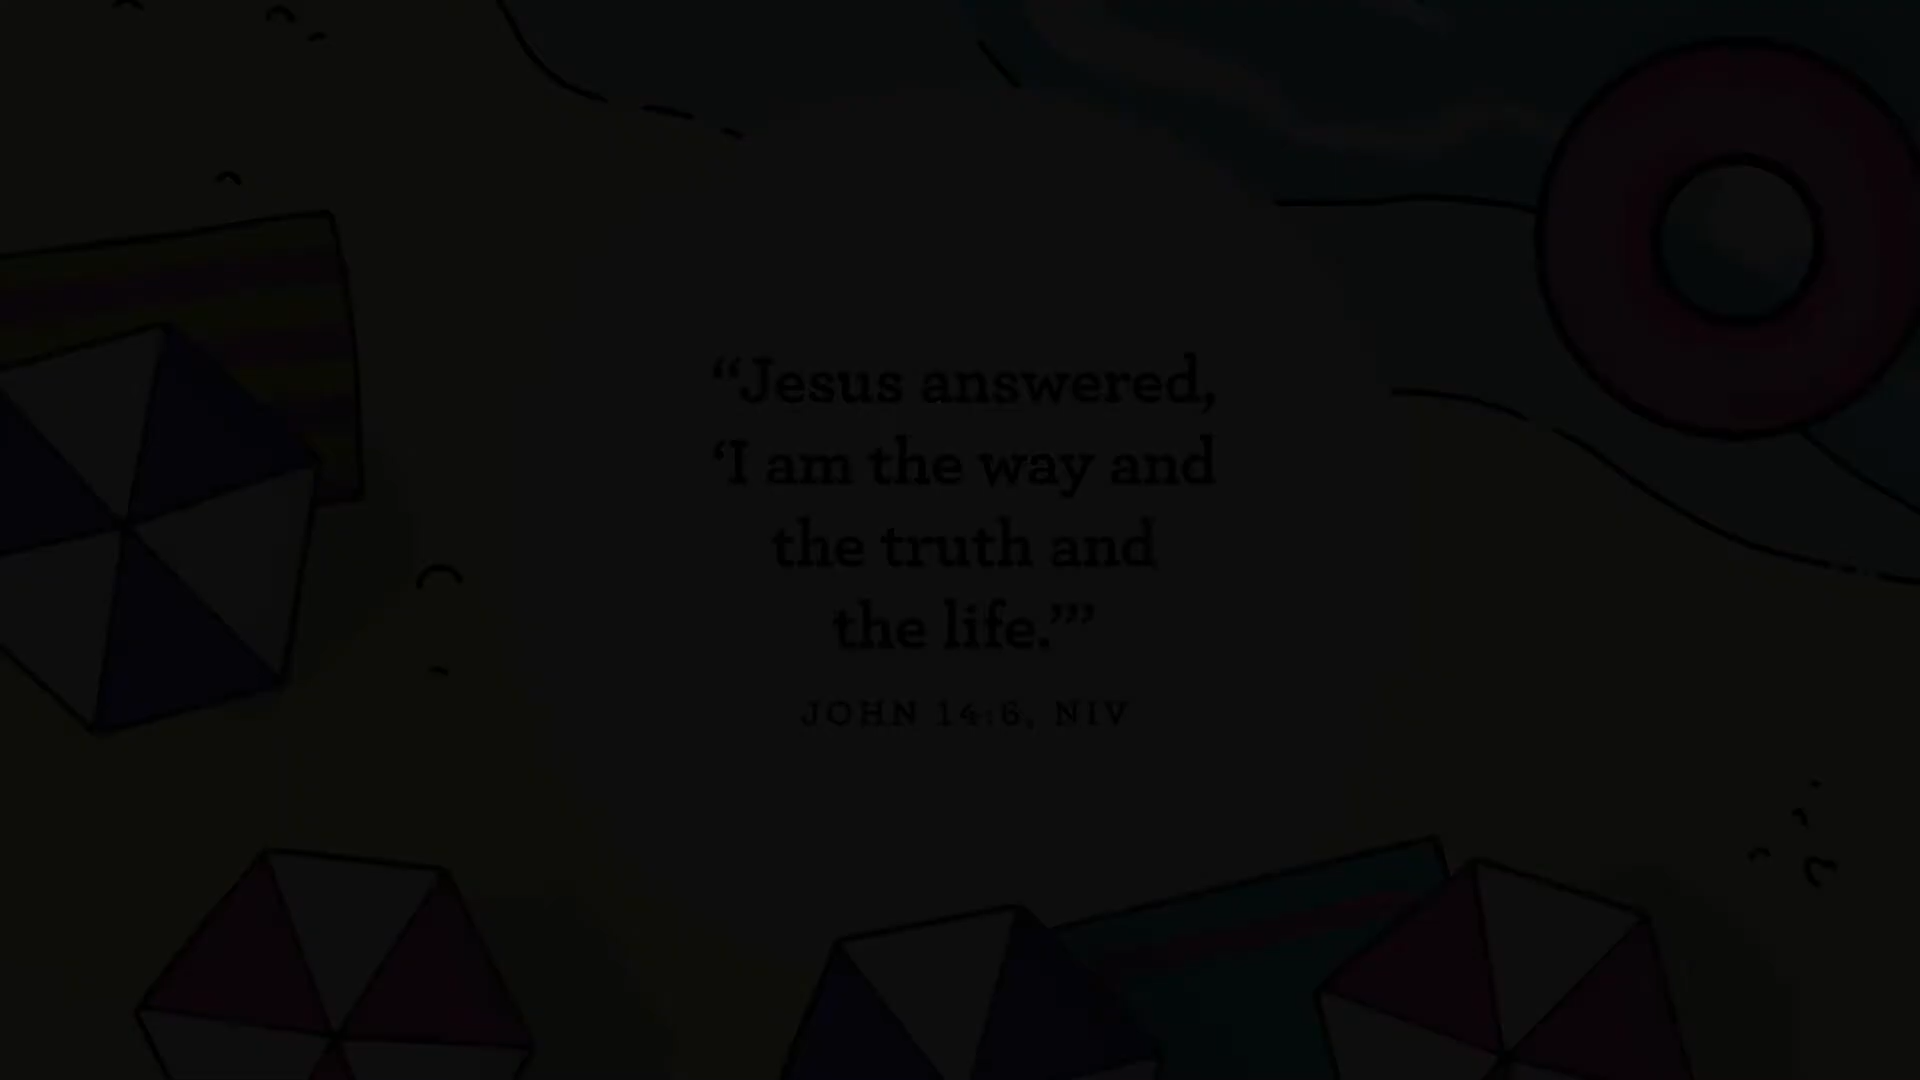 “Jesus answered,
‘I am the way and
the truth and
the life.’”
JOHN 14:6, NIV